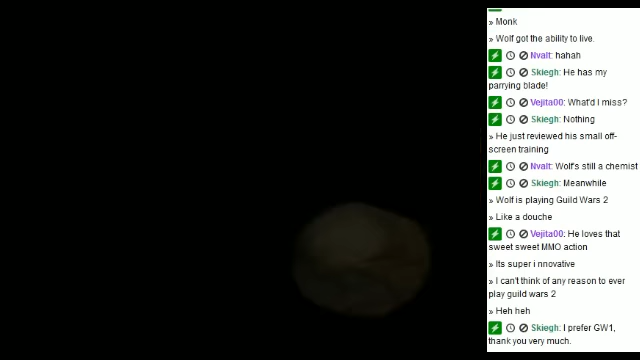 » Monk
» Wolf got the ability to live.
Nvalt: hahah
Skiegh: He has my
parrying blade!
Vejita00: What'd I miss?
Skiegh: Nothing
» He just reviewed his small off-
screen training
Nvalt: Wolf's still a chemist
Skiegh: Meanwhile
» Wolf is playing Guild Wars 2
» Like a douche
Vejita00: He loves that
sweet sweet MMO action
» Its super i nnovative
» I can't think of any reason to ever
play guild wars 2
» Heh heh
Skiegh: I prefer GW1,
thank you very much.